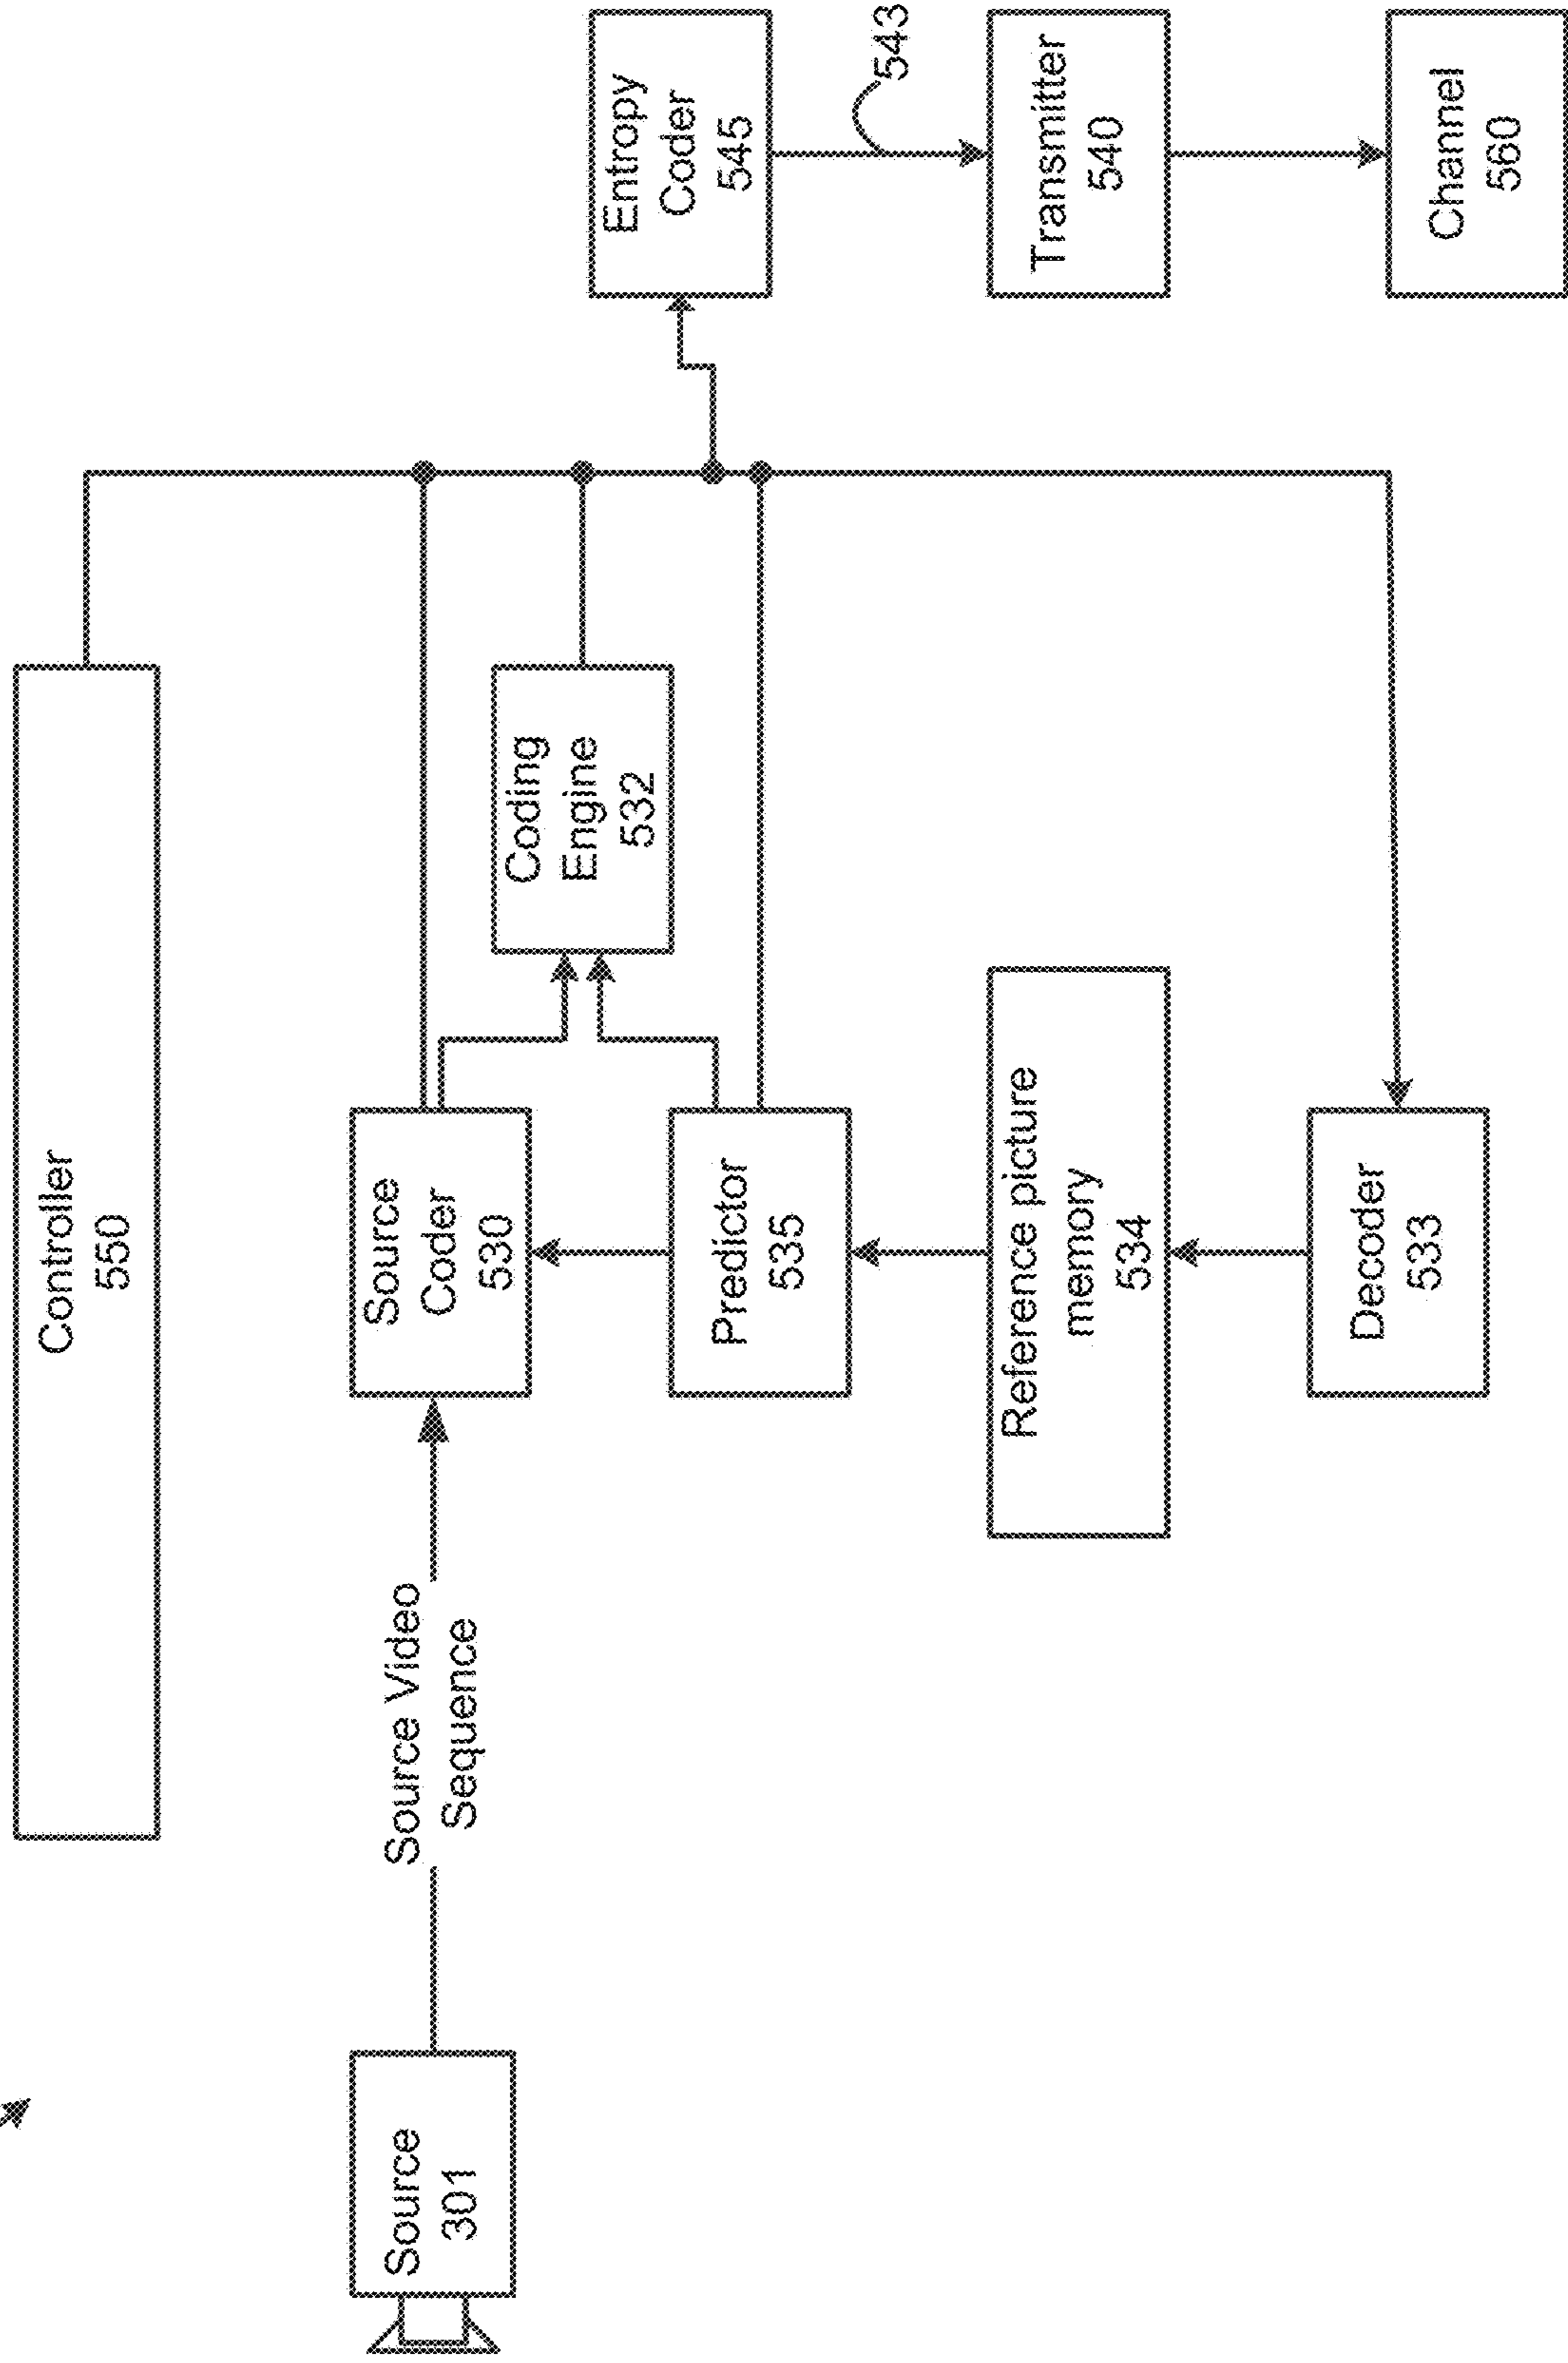 Controller
550
Source
301
Source Video
Sequence
Source
Coder
530
Coding
Engine
532
Predictor
535
Reference picture
memory
534
Decoder
533
Entropy
Coder
545
543
Transmitter
540
Channel
560